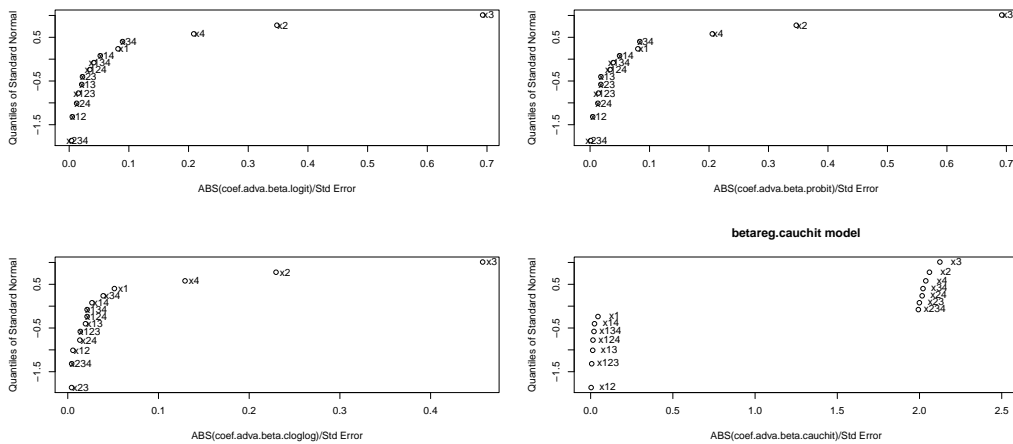 Quantiles of Standard Normal
0.5
−0.5
−1.5
x3
x2
x4
x34
x1
x14
x134
x124
x23
x13
x123
x24
x12
x234
0.0 0.1 0.2 0.3 0.4 0.5 0.6 0.7
ABS(coef.adva.beta.logit)/Std Error
Quantiles of Standard Normal
0.5
−0.5
−1.5
x3
x2
x4
x34
x1
x14
x134
x124
x23
x13
x123
x24
x12
x234
0.0 0.1 0.2 0.3 0.4 0.5 0.6 0.7
ABS(coef.adva.beta.probit)/Std Error
Quantiles of Standard Normal
0.5
−0.5
−1.5
x3
x2
x4
x1
x34
x14
x134
x124
x13
x123
x24
x12
x234
x23
0.0 0.1 0.2 0.3 0.4
ABS(coef.adva.beta.cloglog)/Std Error
betareg.cauchit model
Quantiles of Standard Normal
0.5
−0.5
−1.5
x3
x2
x4
x34
x24
x23
x234
x1
x14
x134
x124
x13
x123
x12
0.0 0.5 1.0 1.5 2.0 2.5
ABS(coef.adva.beta.cauchit)/Std Error